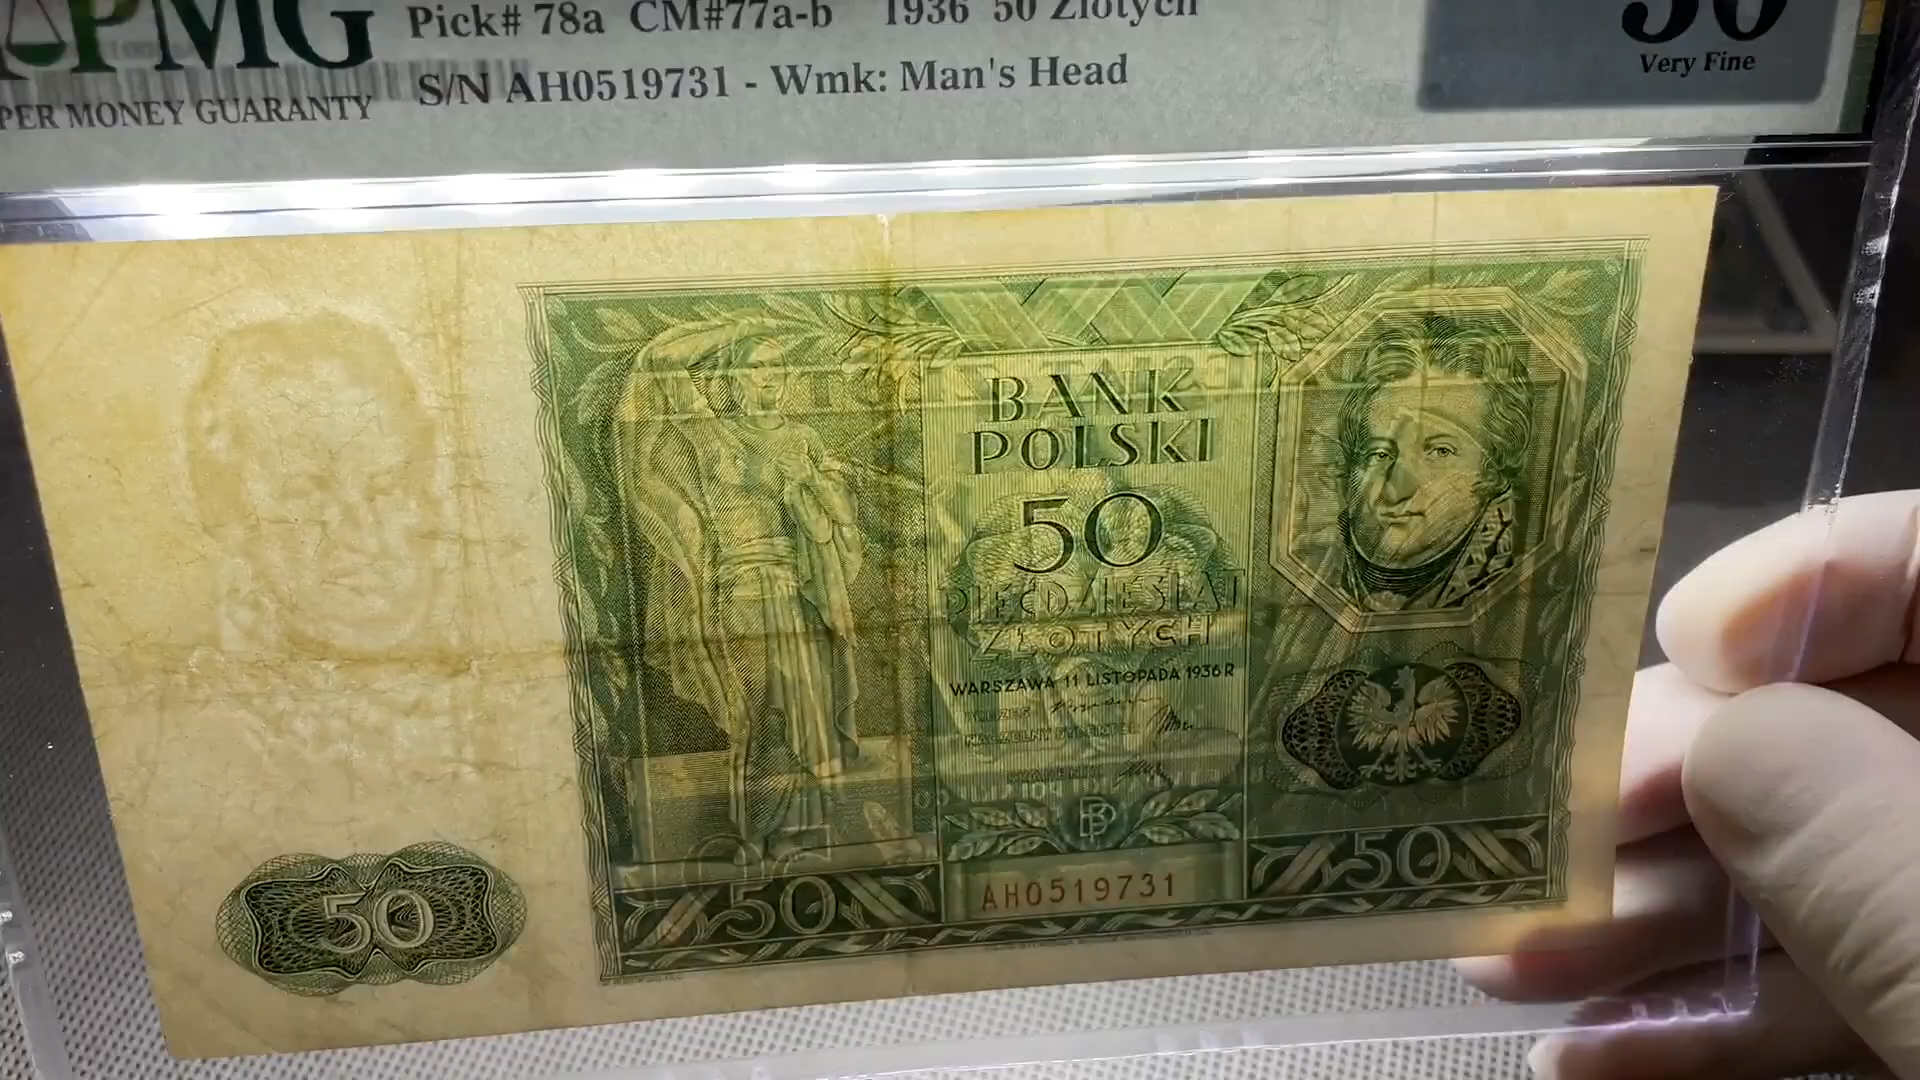 PMG
PER MONEY GUARANTY
Pick# 78a CM#77a-b 1936 50 Zlotych
S/N AH0519731 - Wmk: Man's Head
Very Fine
BANK
POLSKI
50
PIĘĆDZIESIĄT
ZŁOTYCH
WARSZAWA 11 LISTOPADA 1936 R
AH0519731
50
50
50